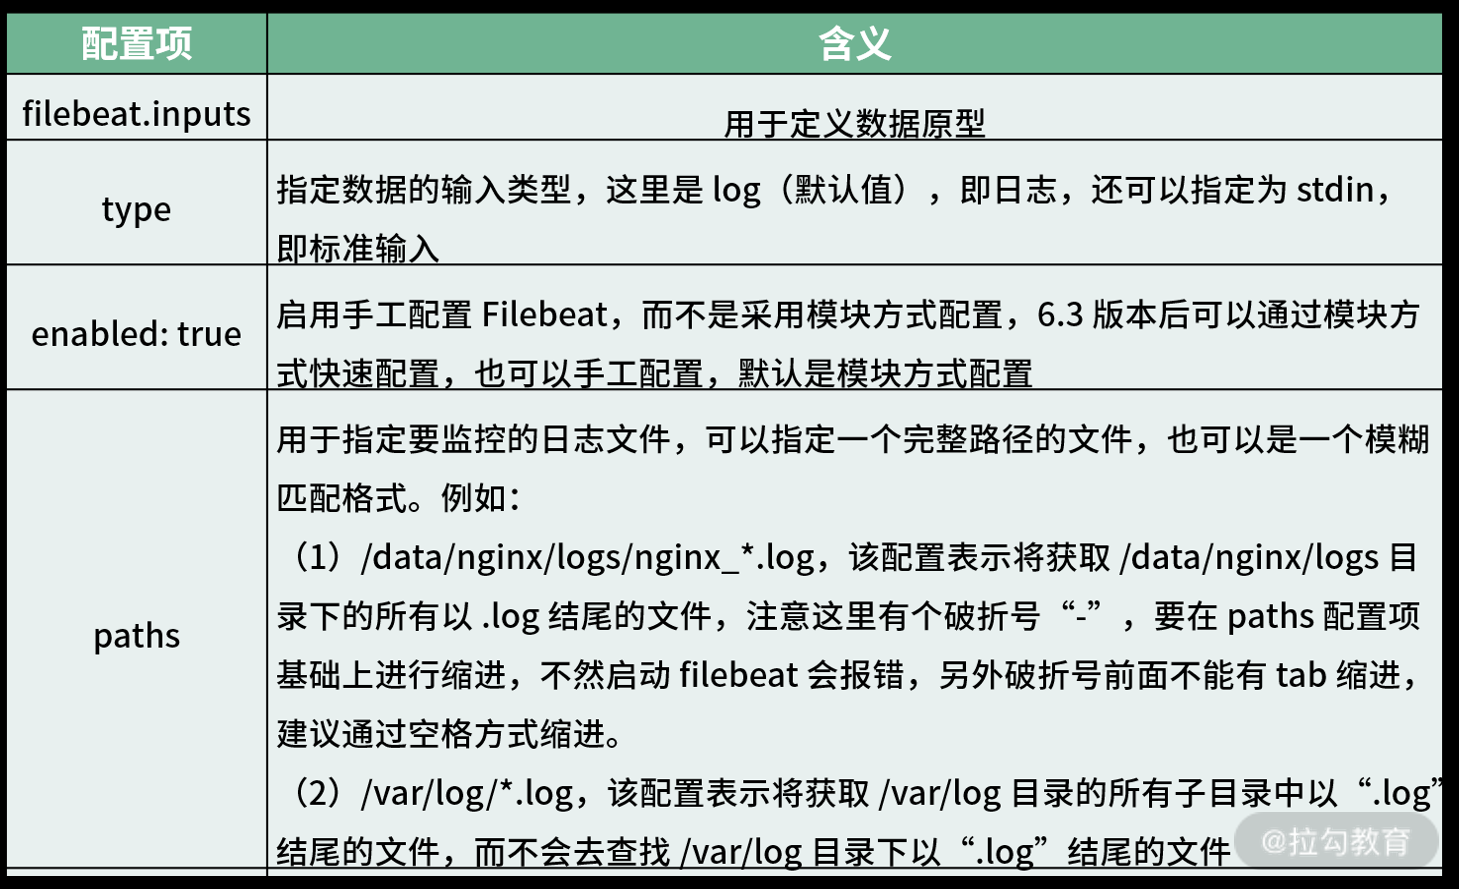 配置项
含义
filebeat.inputs
用于定义数据原型
type
指定数据的输入类型，这里是 log（默认值），即日志，还可以指定为 stdin，
即标准输入
enabled: true
启用手工配置 Filebeat，而不是采用模块方式配置，6.3 版本后可以通过模块方
式快速配置，也可以手工配置，默认是模块方式配置
paths
用于指定要监控的日志文件，可以指定一个完整路径的文件，也可以是一个模糊
匹配格式。例如：
（1）/data/nginx/logs/nginx_*.log，该配置表示将获取 /data/nginx/logs 目
录下的所有以 .log 结尾的文件，注意这里有个破折号“-”，要在 paths 配置项
基础上进行缩进，不然启动 filebeat 会报错，另外破折号前面不能有 tab 缩进，
建议通过空格方式缩进。
（2）/var/log/*.log，该配置表示将获取 /var/log 目录的所有子目录中以“.log”
结尾的文件，而不会去查找 /var/log 目录下以“.log”结尾的文件
@拉勾教育